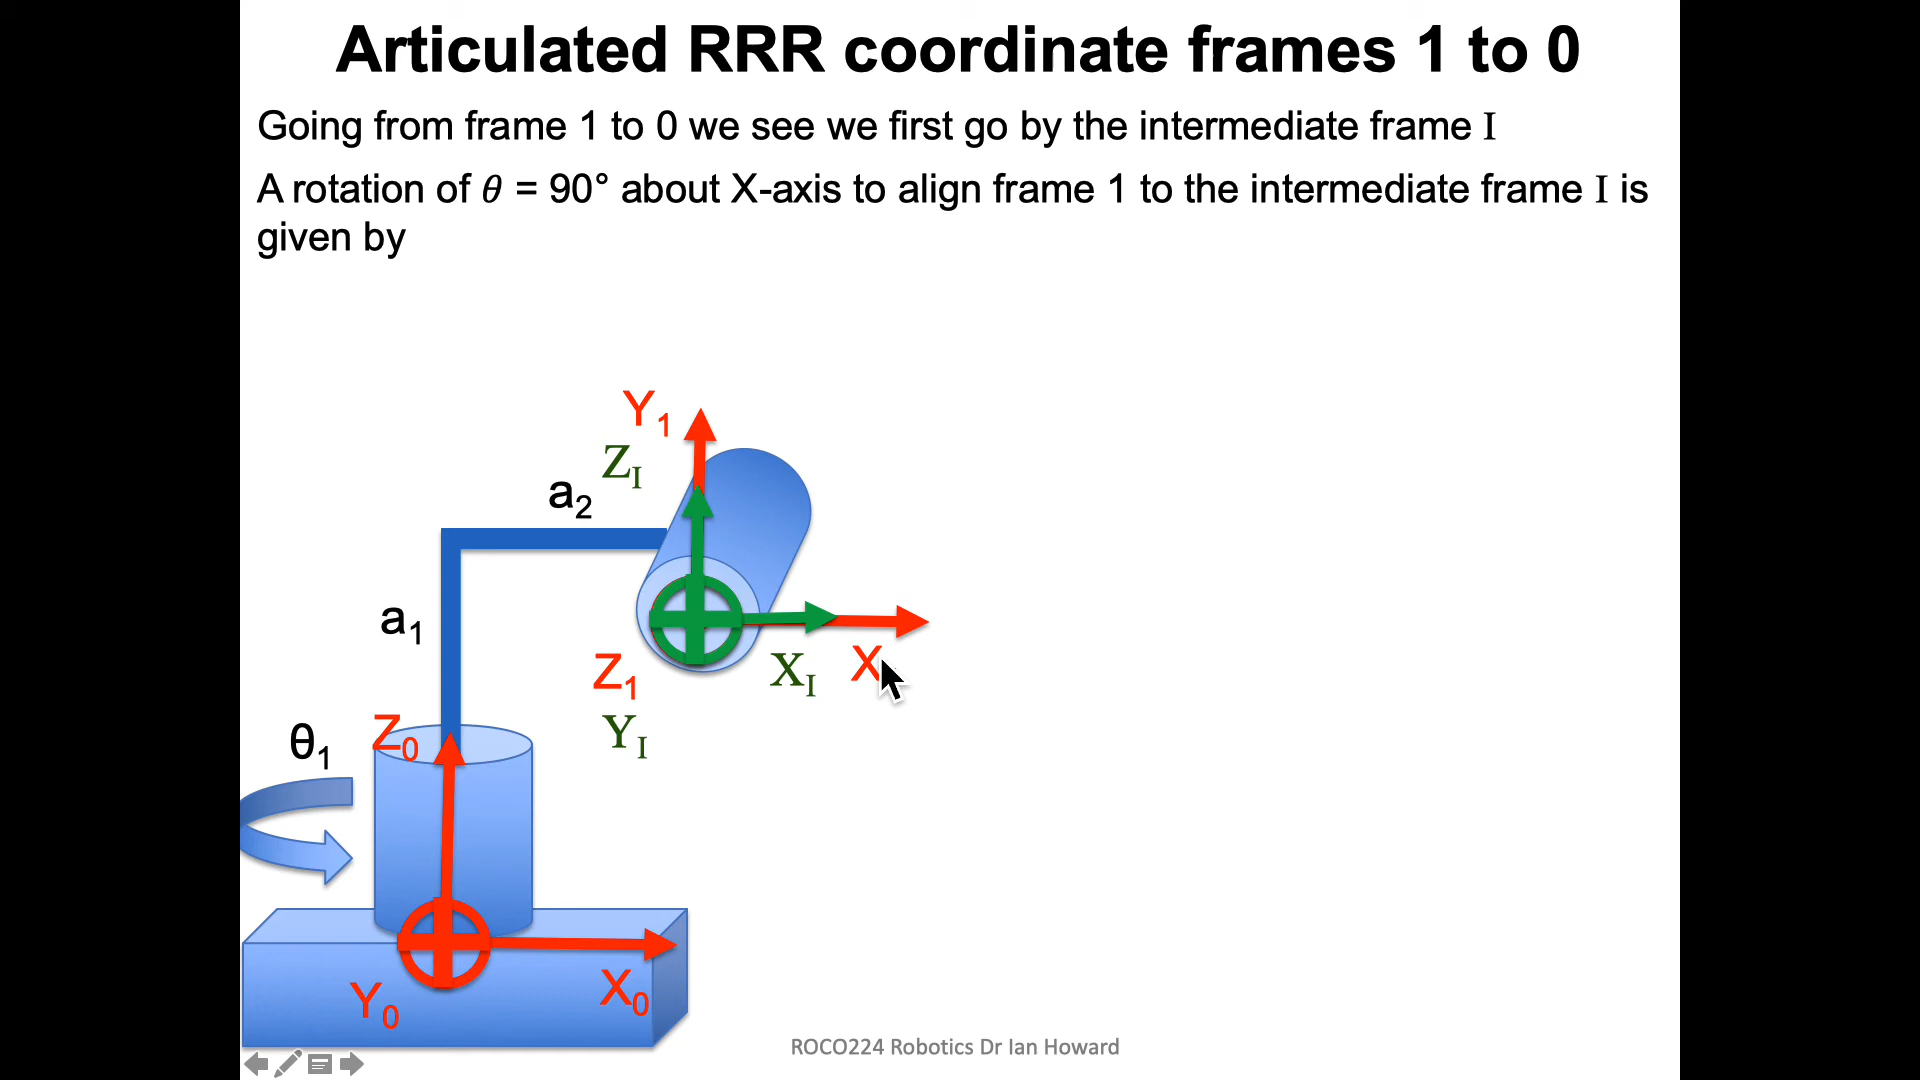 Articulated RRR coordinate frames 1 to 0
Going from frame 1 to 0 we see we first go by the intermediate frame I
A rotation of θ = 90° about X-axis to align frame 1 to the intermediate frame I is
given by
Y₁
Z_I
a₂
a₁
Z₁
X_I
X
Y_I
θ₁
Z₀
Y₀
X₀
ROCO224 Robotics Dr Ian Howard